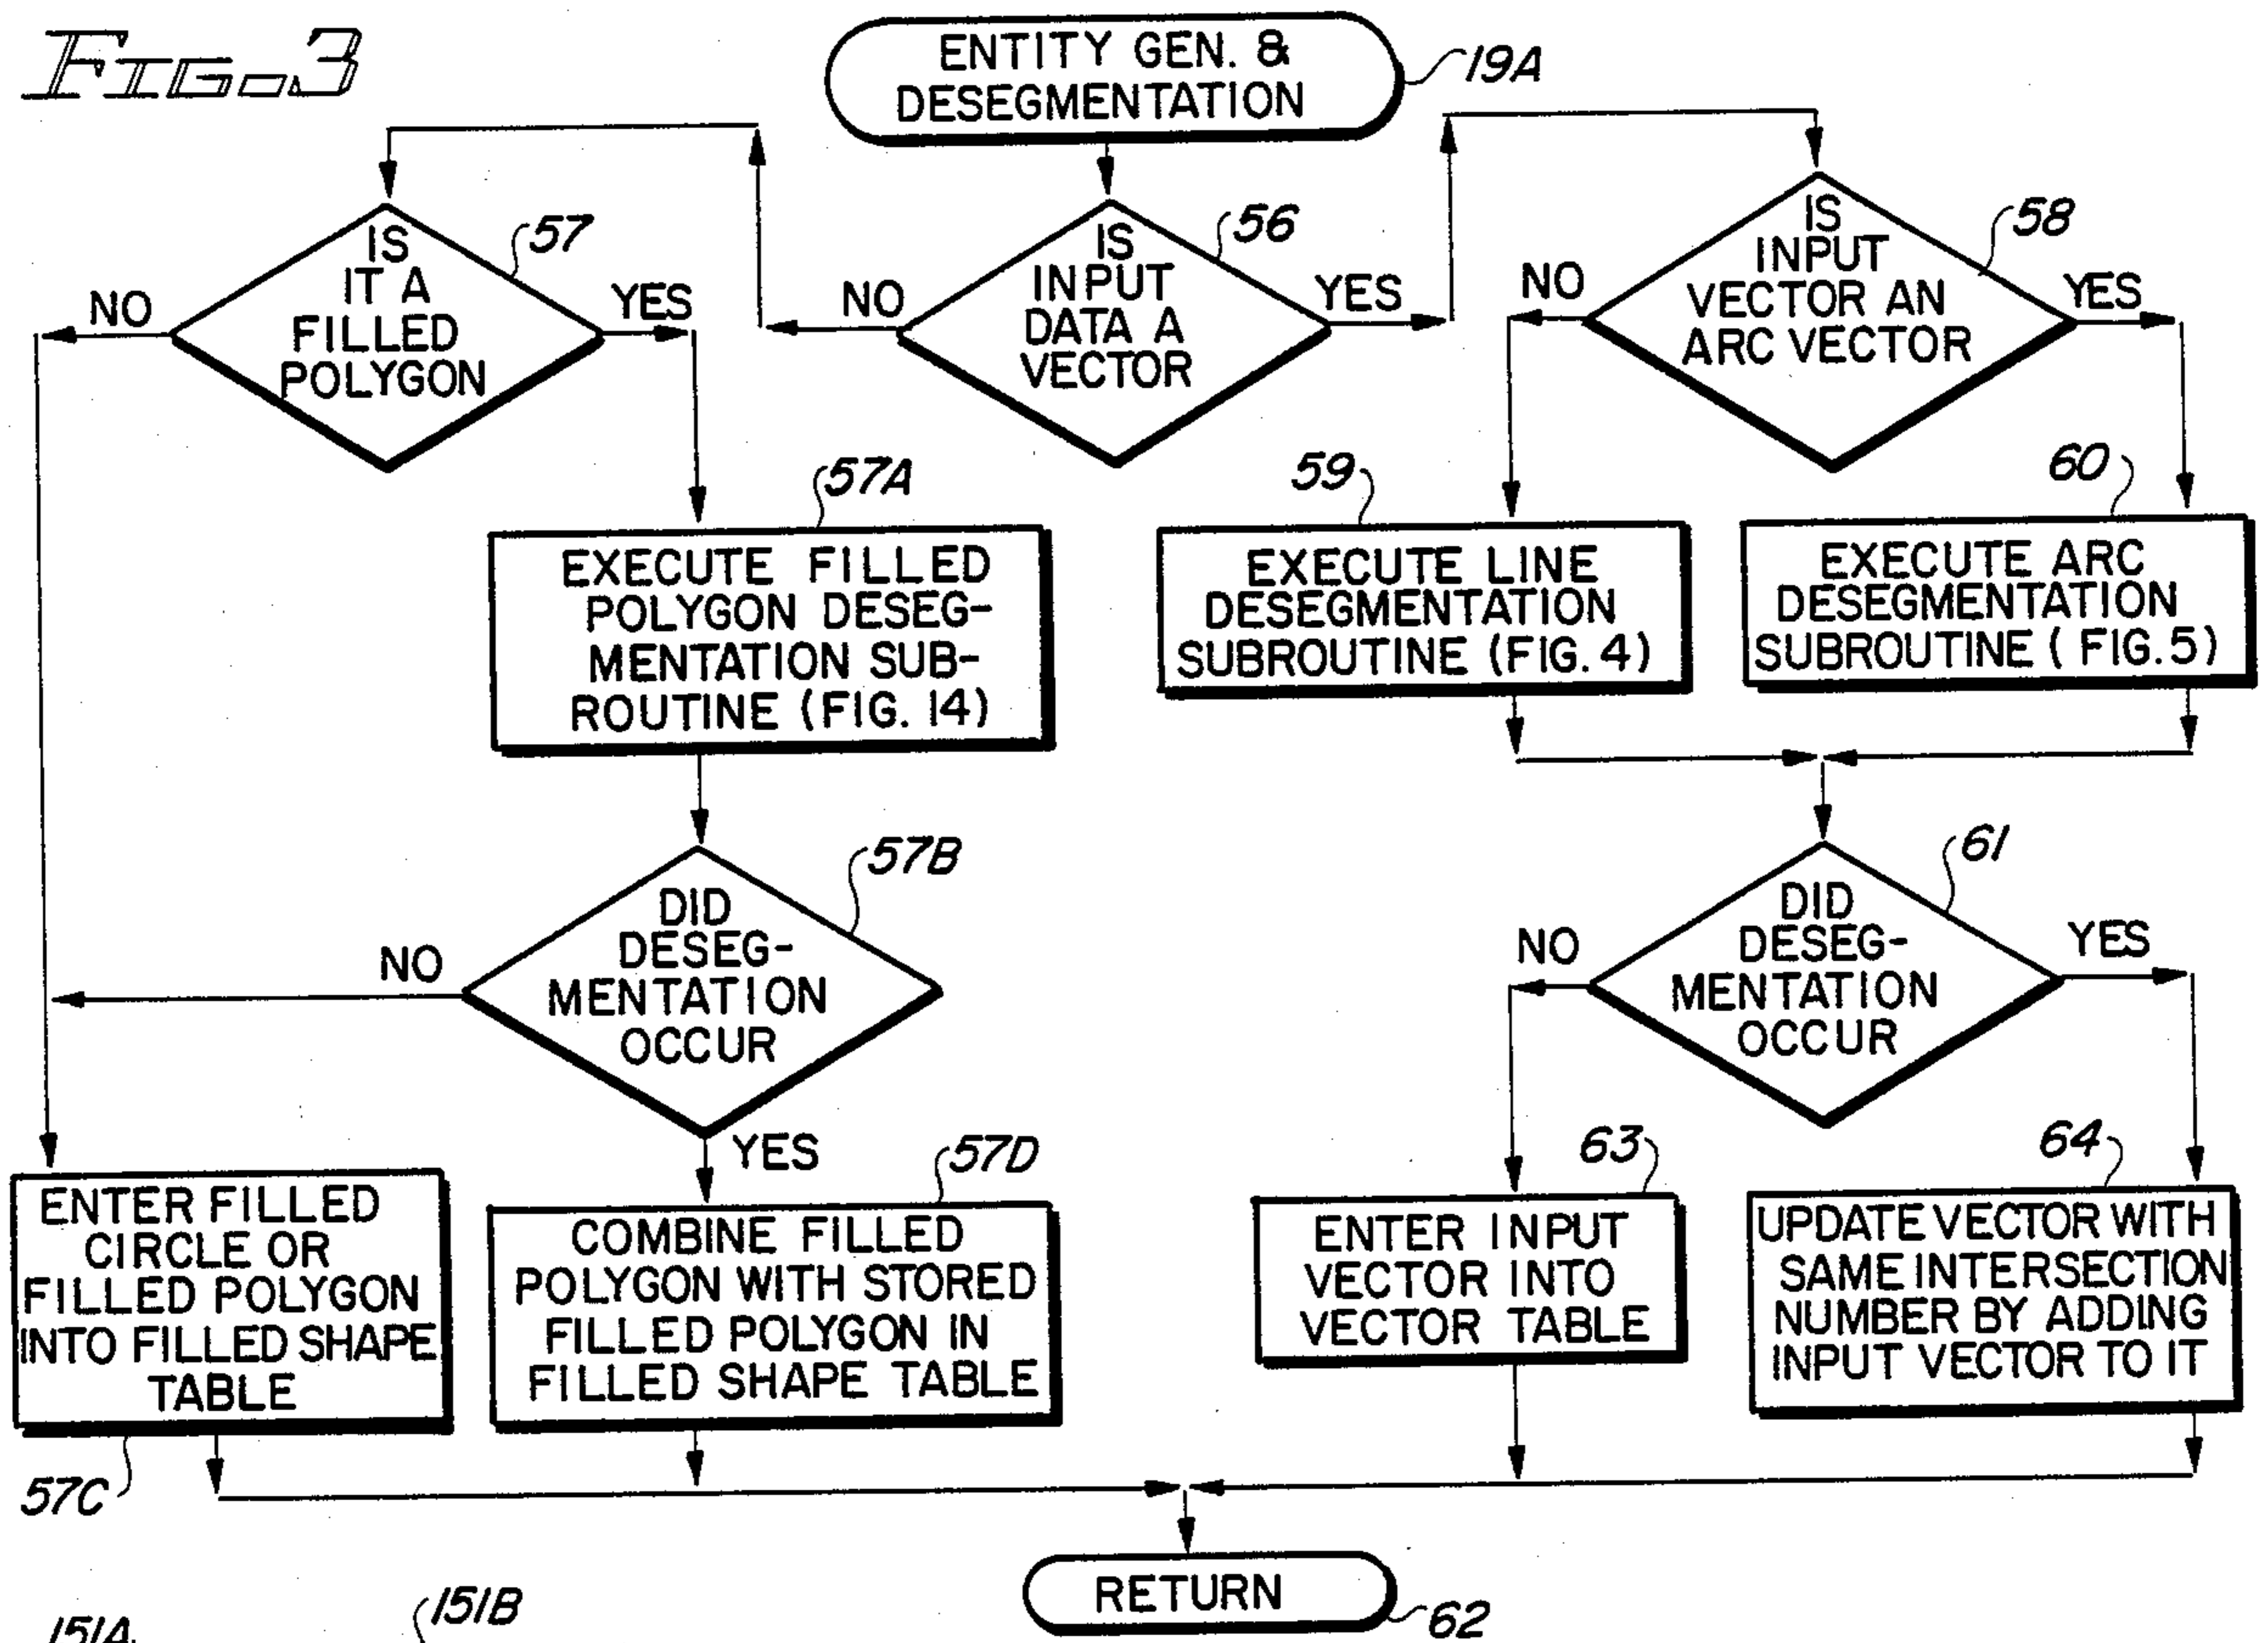 FIG. 3
ENTITY GEN. &
DESEGMENTATION
19A
IS
IT A
FILLED
POLYGON
57
NO
YES
IS
INPUT
DATA A
VECTOR
56
NO
YES
IS
INPUT
VECTOR AN
ARC VECTOR
58
NO
YES
57A
EXECUTE FILLED
POLYGON DESEG-
MENTATION SUB-
ROUTINE (FIG. 14)
59
EXECUTE LINE
DESEGMENTATION
SUBROUTINE (FIG. 4)
60
EXECUTE ARC
DESEGMENTATION
SUBROUTINE (FIG. 5)
57B
DID
DESEG-
MENTATION
OCCUR
NO
YES
61
DID
DESEG-
MENTATION
OCCUR
NO
YES
ENTER FILLED
CIRCLE OR
FILLED POLYGON
INTO FILLED SHAPE
TABLE
57C
57D
COMBINE FILLED
POLYGON WITH STORED
FILLED POLYGON IN
FILLED SHAPE TABLE
63
ENTER INPUT
VECTOR INTO
VECTOR TABLE
64
UPDATE VECTOR WITH
SAME INTERSECTION
NUMBER BY ADDING
INPUT VECTOR TO IT
RETURN
62
151A
151B